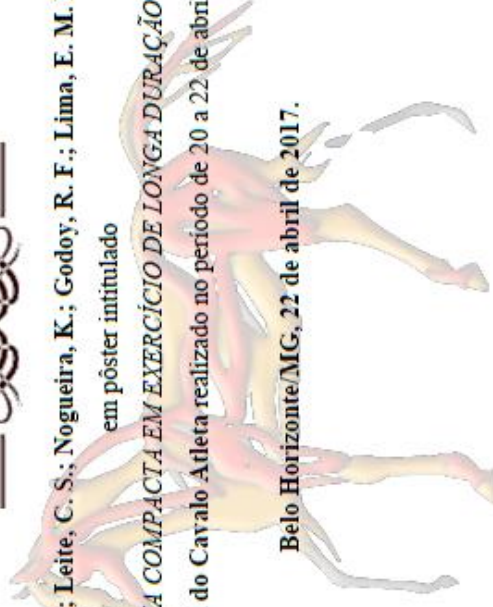 ; Leite, C. S.; Nogueira, K.; Godoy, R. F.; Lima, E. M.
em pôster intitulado
A COMPACTA EM EXERCÍCIO DE LONGA DURAÇÃO
do Cavalo Atleta realizado no período de 20 a 22 de abri
Belo Horizonte/MG, 22 de abril de 2017.